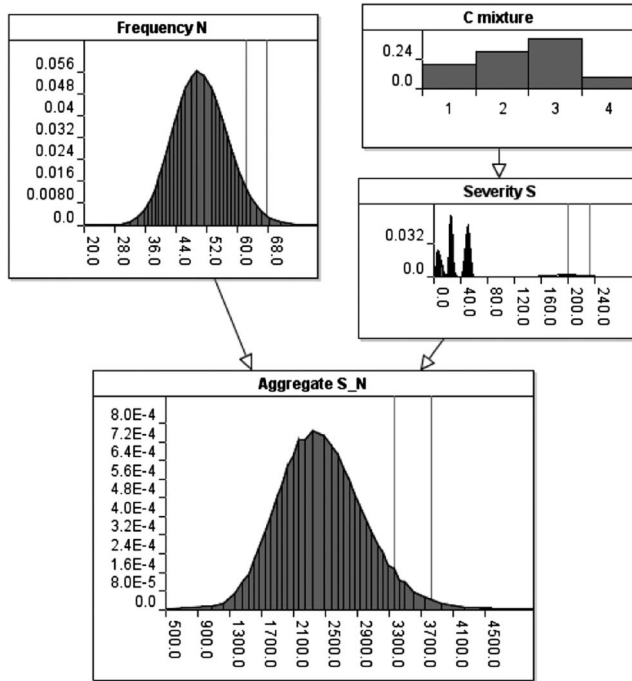 Frequency N
0.056
0.048
0.04
0.032
0.024
0.016
0.0080
0.0
20.0
28.0
36.0
44.0
52.0
60.0
68.0
C mixture
0.24
0.0
1 2 3 4
Severity S
0.032
0.0
0.0
40.0
80.0
120.0
160.0
200.0
240.0
Aggregate S_N
8.0E-4
7.2E-4
6.4E-4
5.6E-4
4.8E-4
4.0E-4
3.2E-4
2.4E-4
1.6E-4
8.0E-5
0.0
500.0
900.0
1300.0
1700.0
2100.0
2500.0
2900.0
3300.0
3700.0
4100.0
4500.0